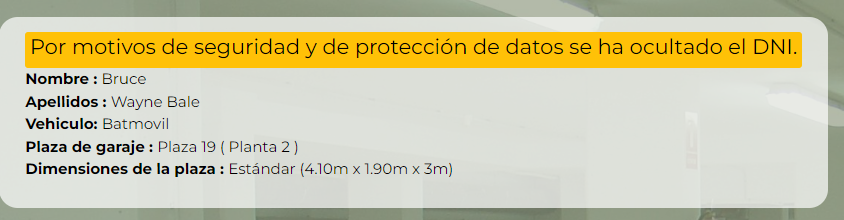 Por motivos de seguridad y de protección de datos se ha ocultado el DNI.
Nombre : Bruce
Apellidos : Wayne Bale
Vehiculo: Batmovil
Plaza de garaje : Plaza 19 ( Planta 2 )
Dimensiones de la plaza : Estándar (4.10m x 1.90m x 3m)